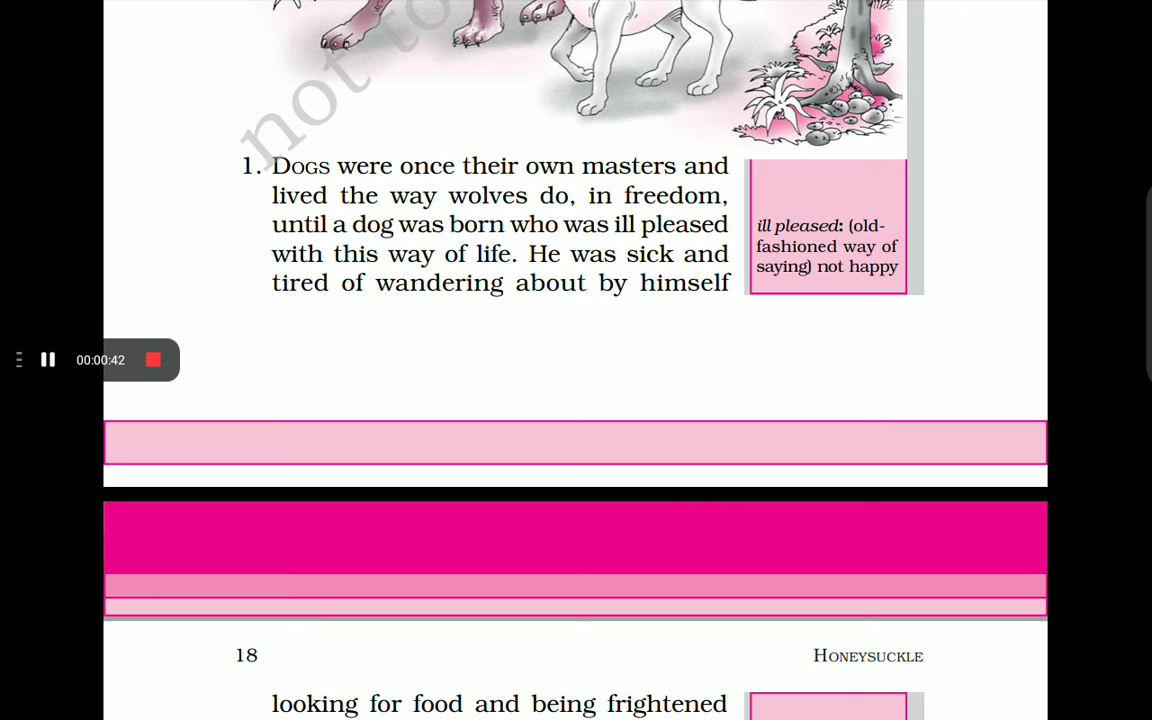 not to
1. DOGS were once their own masters and
lived the way wolves do, in freedom,
until a dog was born who was ill pleased
with this way of life. He was sick and
tired of wandering about by himself
ill pleased: (old-
fashioned way of
saying) not happy
00:00:42
18
HONEYSUCKLE
looking for food and being frightened